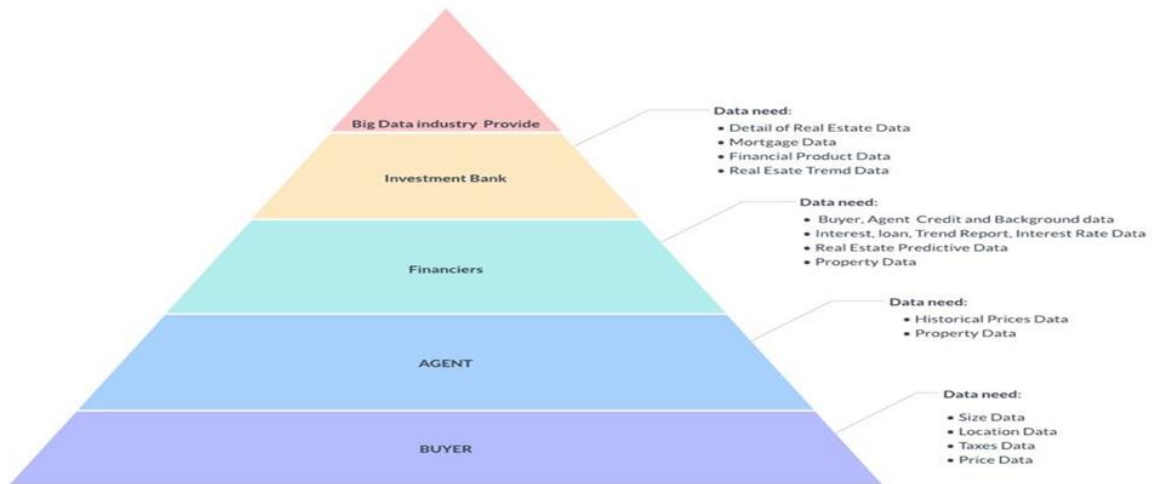 Big Data industry Provide
Data need:
• Detail of Real Estate Data
• Mortgage Data
• Financial Product Data
• Real Esate Tremd Data
Investment Bank
Data need:
• Buyer, Agent Credit and Background data
• Interest, loan, Trend Report, Interest Rate Data
• Real Estate Predictive Data
• Property Data
Financiers
Data need:
• Historical Prices Data
• Property Data
AGENT
Data need:
• Size Data
• Location Data
• Taxes Data
• Price Data
BUYER